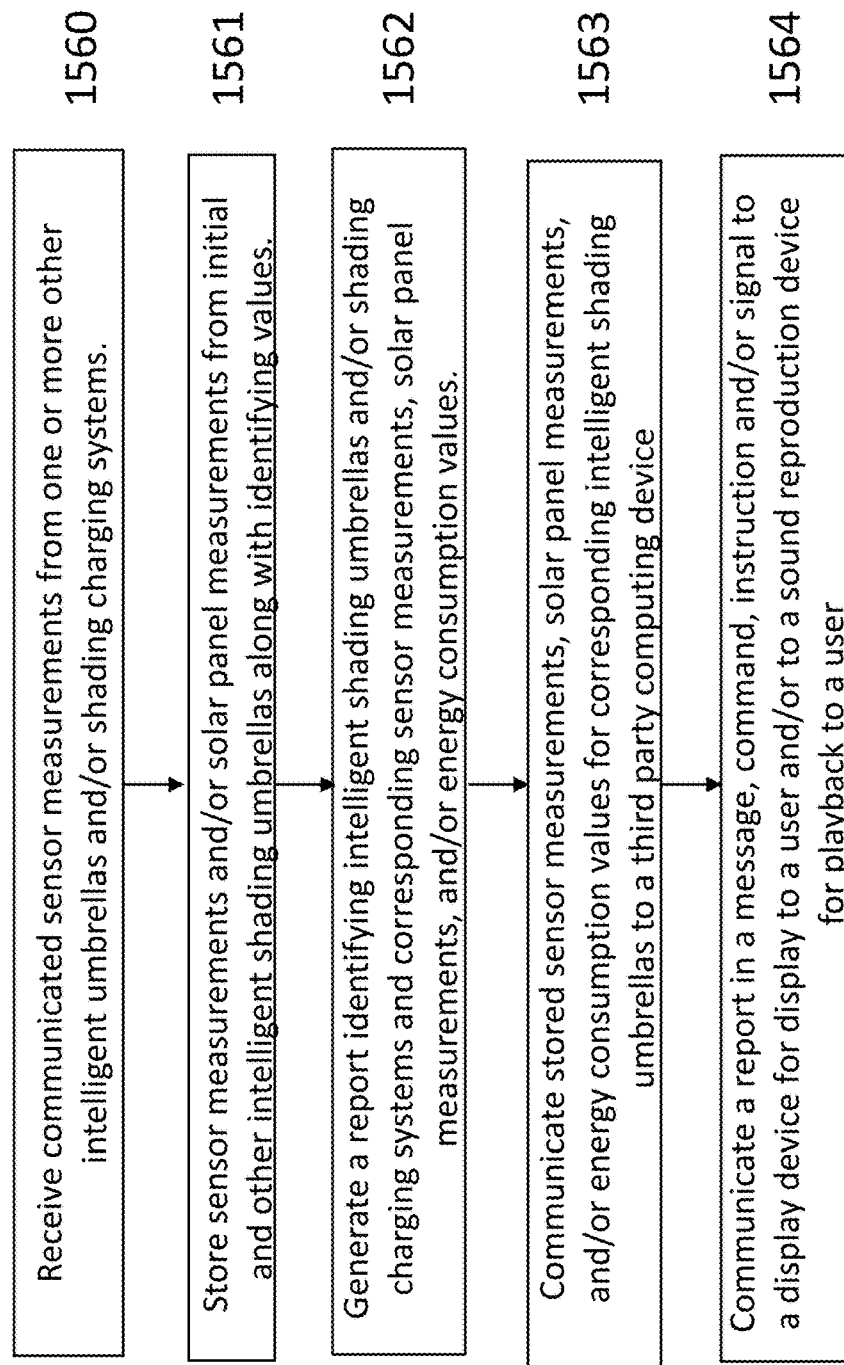 Receive communicated sensor measurements from one or more other
intelligent umbrellas and/or shading charging systems.
1560
Store sensor measurements and/or solar panel measurements from initial
and other intelligent shading umbrellas along with identifying values.
1561
Generate a report identifying intelligent shading umbrellas and/or shading
charging systems and corresponding sensor measurements, solar panel
measurements, and/or energy consumption values.
1562
Communicate stored sensor measurements, solar panel measurements,
and/or energy consumption values for corresponding intelligent shading
umbrellas to a third party computing device
1563
Communicate a report in a message, command, instruction and/or signal to
a display device for display to a user and/or to a sound reproduction device
for playback to a user
1564